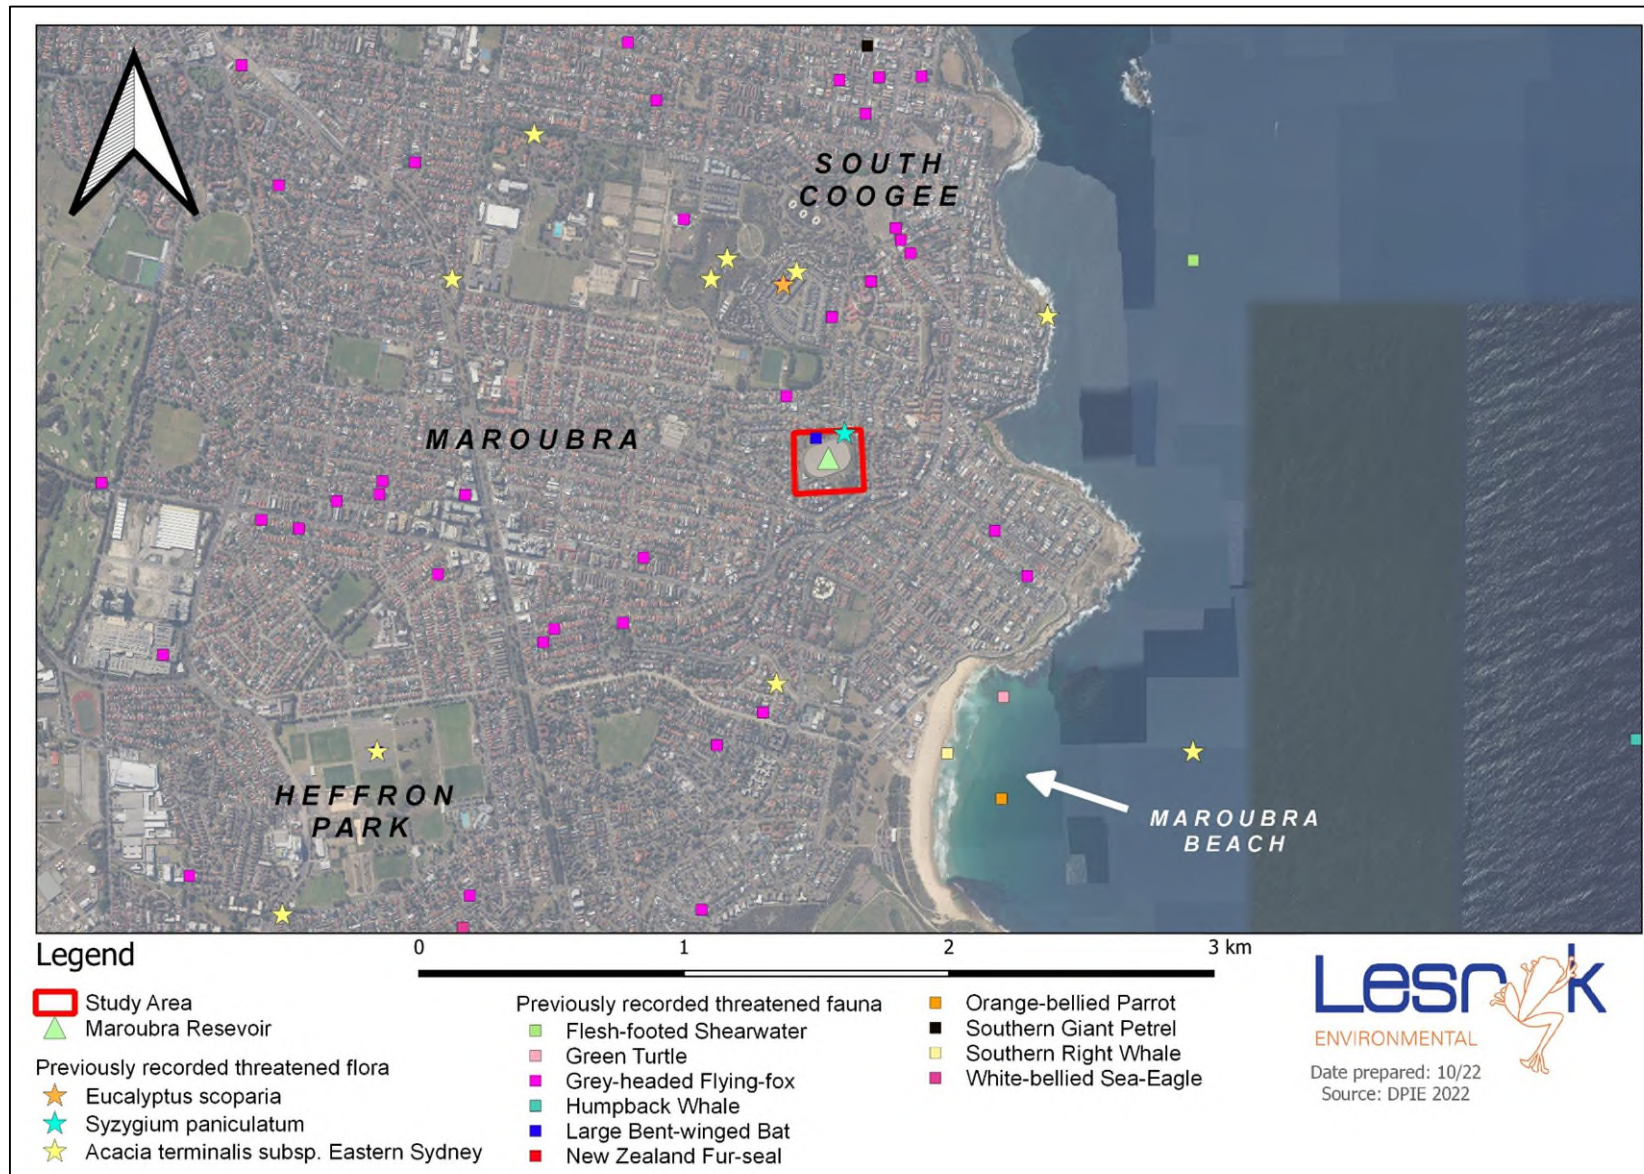 SOUTH
COOGEE
MAROUBRA
HEFFRON
PARK
MAROUBRA
BEACH
Legend
0 1 2 3 km
Study Area
Maroubra Resevoir
Previously recorded threatened flora
Eucalyptus scoparia
Syzygium paniculatum
Acacia terminalis subsp. Eastern Sydney
Previously recorded threatened fauna
Flesh-footed Shearwater
Green Turtle
Grey-headed Flying-fox
Humpback Whale
Large Bent-winged Bat
New Zealand Fur-seal
Orange-bellied Parrot
Southern Giant Petrel
Southern Right Whale
White-bellied Sea-Eagle
Lesryk
ENVIRONMENTAL
Date prepared: 10/22
Source: DPIE 2022